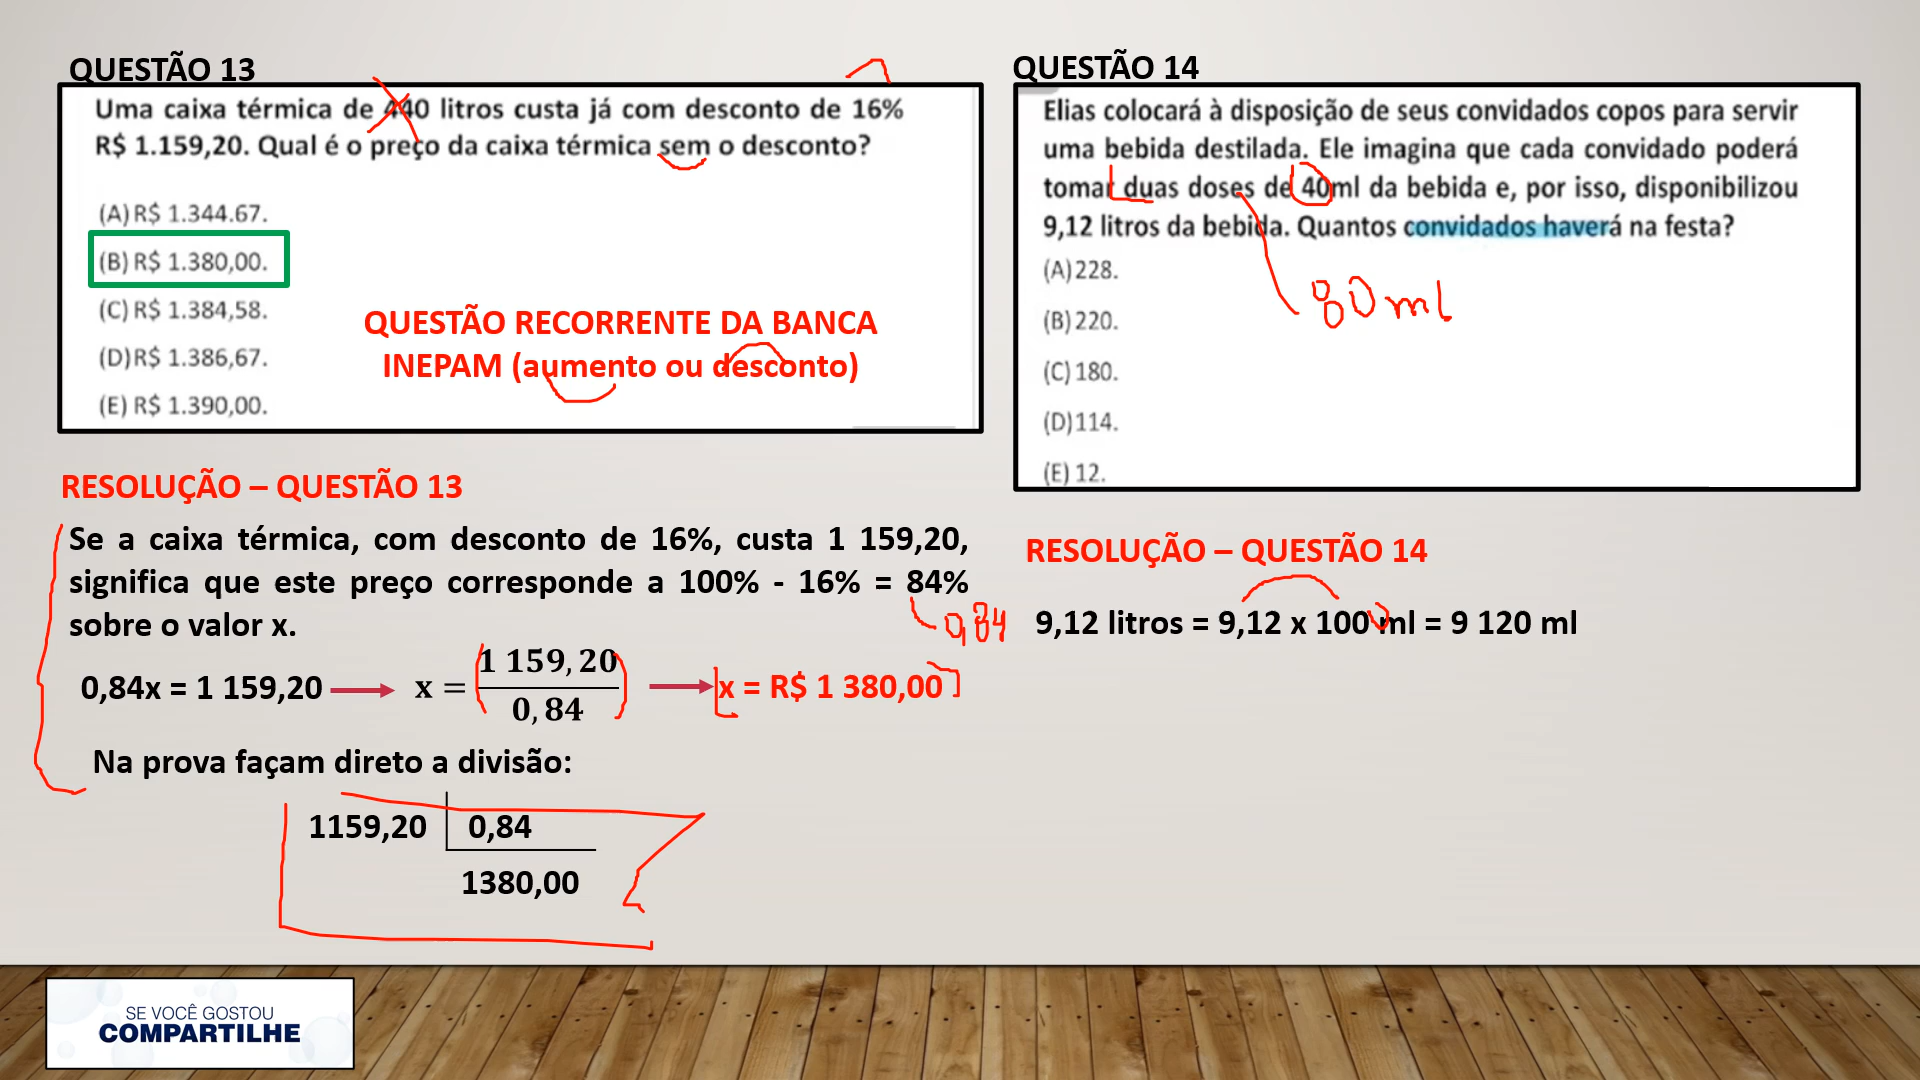 QUESTÃO 13
Uma caixa térmica de 440 litros custa já com desconto de 16%
R$ 1.159,20. Qual é o preço da caixa térmica sem o desconto?
(A) R$ 1.344.67.
(B) R$ 1.380,00.
(C) R$ 1.384,58.
(D) R$ 1.386,67.
(E) R$ 1.390,00.
QUESTÃO RECORRENTE DA BANCA
INEPAM (aumento ou desconto)
RESOLUÇÃO – QUESTÃO 13
Se a caixa térmica, com desconto de 16%, custa 1 159,20,
significa que este preço corresponde a 100% - 16% = 84%
sobre o valor x.
0,84
0,84x = 1 159,20
x = 1 159,20 / 0,84
x = R$ 1 380,00
Na prova façam direto a divisão:
1159,20 0,84
1380,00
QUESTÃO 14
Elias colocará à disposição de seus convidados copos para servir
uma bebida destilada. Ele imagina que cada convidado poderá
tomar duas doses de 40ml da bebida e, por isso, disponibilizou
9,12 litros da bebida. Quantos convidados haverá na festa?
(A) 228.
(B) 220.
(C) 180.
(D) 114.
(E) 12.
80 ml
RESOLUÇÃO – QUESTÃO 14
9,12 litros = 9,12 x 1000 ml = 9 120 ml
SE VOCÊ GOSTOU
COMPARTILHE